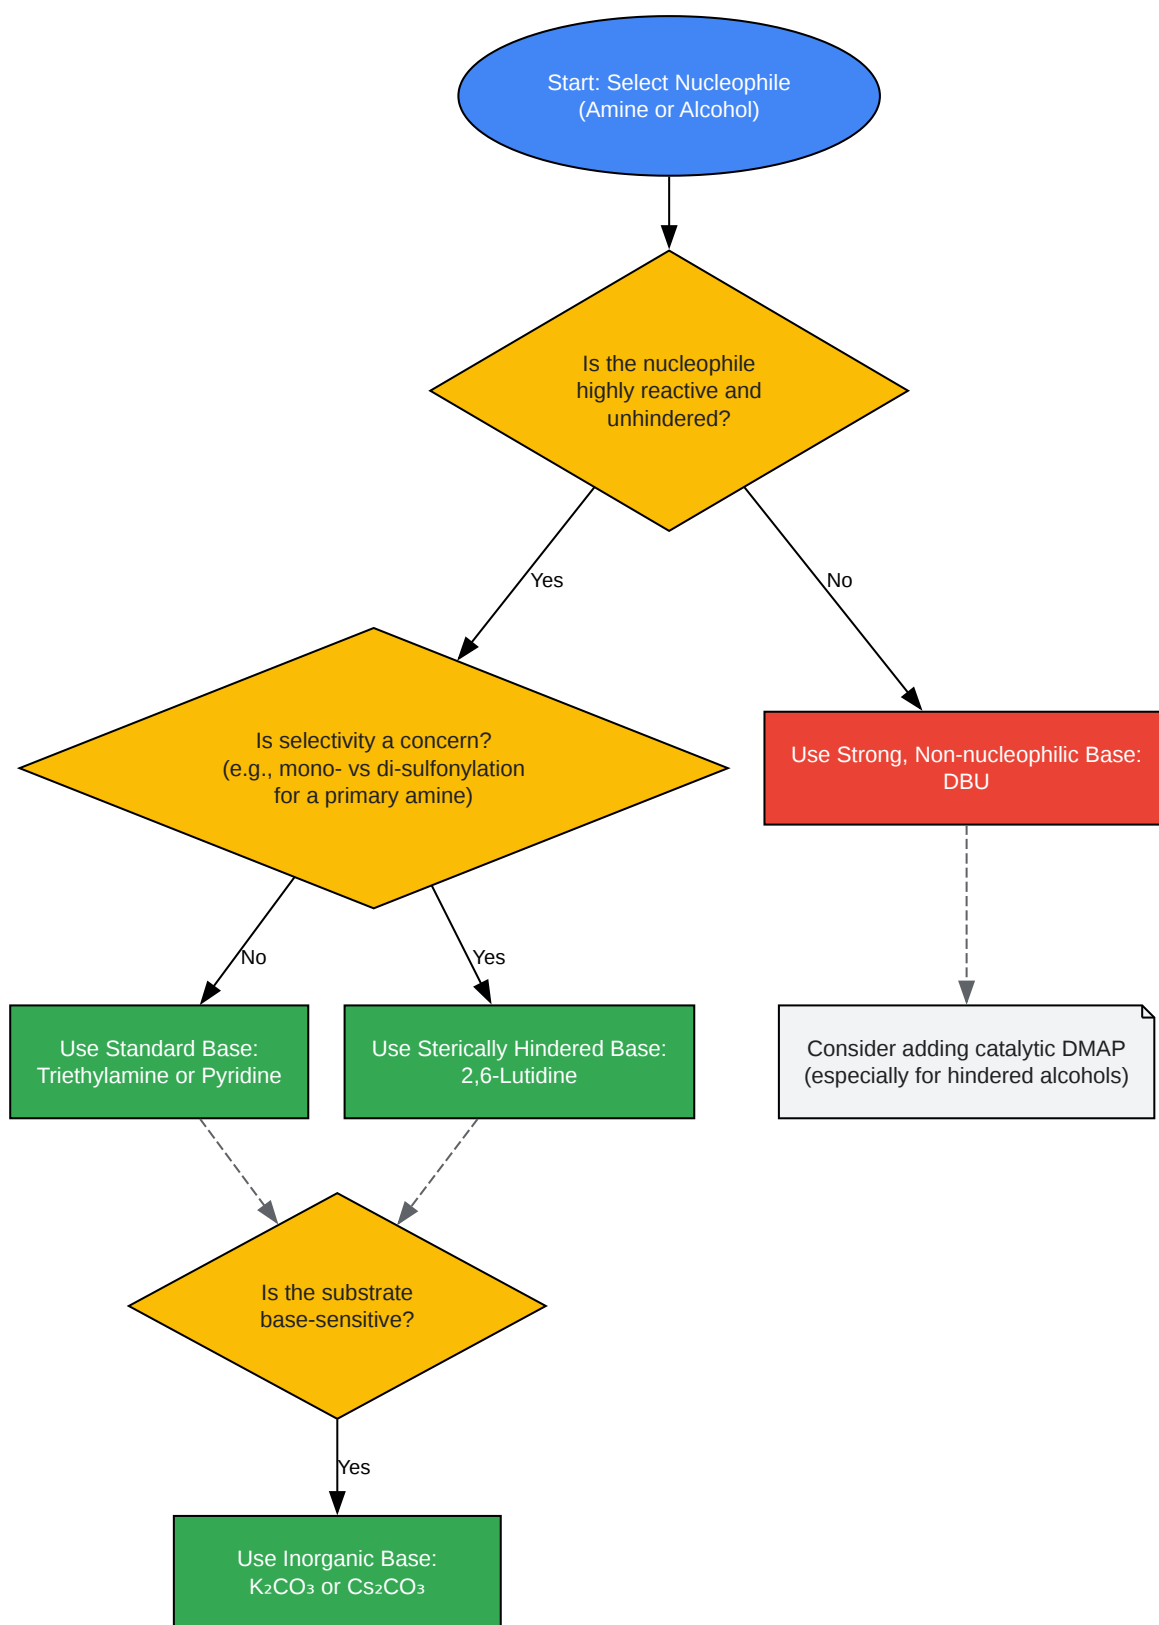 Start: Select Nucleophile
(Amine or Alcohol)
Is the nucleophile
highly reactive and
unhindered?
Yes
No
Is selectivity a concern?
(e.g., mono- vs di-sulfonylation
for a primary amine)
Use Strong, Non-nucleophilic Base:
DBU
No
Yes
Use Standard Base:
Triethylamine or Pyridine
Use Sterically Hindered Base:
2,6-Lutidine
Consider adding catalytic DMAP
(especially for hindered alcohols)
Is the substrate
base-sensitive?
Yes
Use Inorganic Base:
K₂CO₃ or Cs₂CO₃